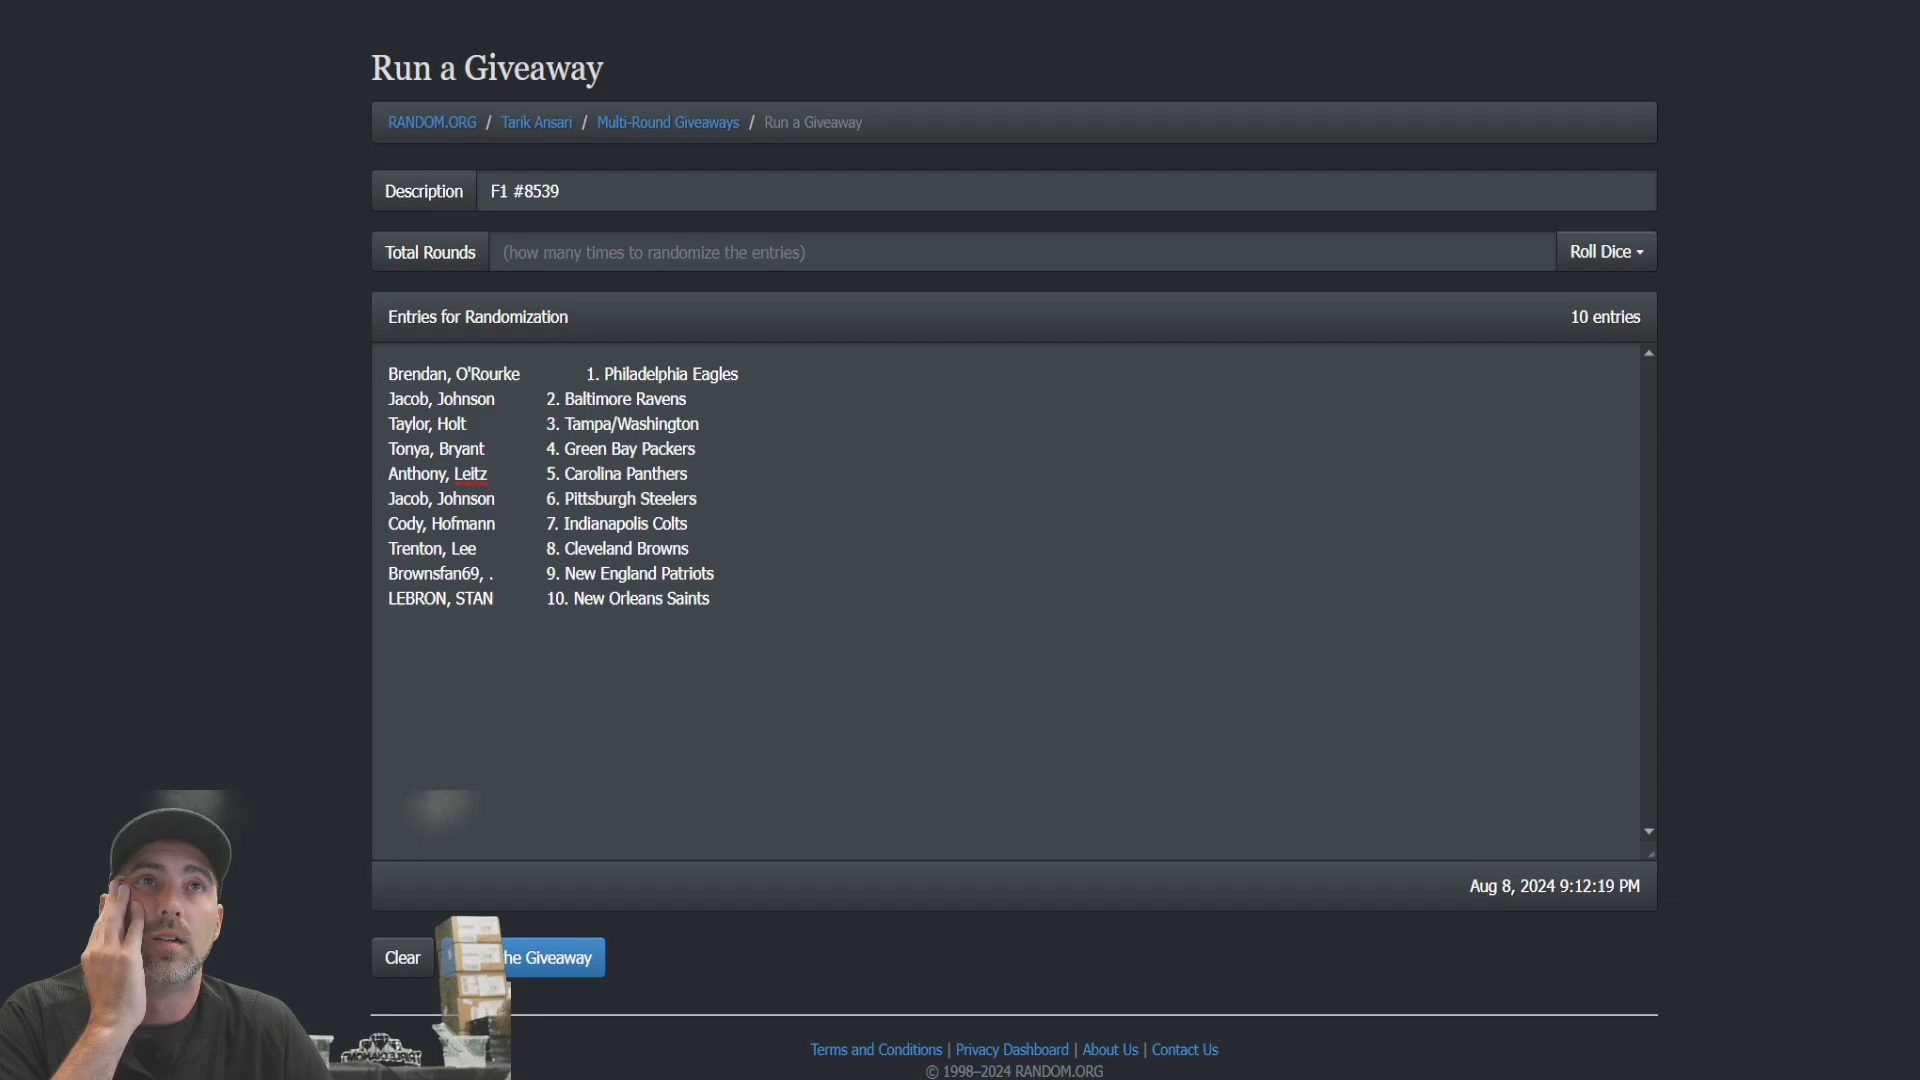 Run a Giveaway
RANDOM.ORG / Tarik Ansari / Multi-Round Giveaways / Run a Giveaway
Description F1 #8539
Total Rounds (how many times to randomize the entries) Roll Dice
Entries for Randomization 10 entries
Brendan, O'Rourke 1. Philadelphia Eagles
Jacob, Johnson 2. Baltimore Ravens
Taylor, Holt 3. Tampa/Washington
Tonya, Bryant 4. Green Bay Packers
Anthony, Leitz 5. Carolina Panthers
Jacob, Johnson 6. Pittsburgh Steelers
Cody, Hofmann 7. Indianapolis Colts
Trenton, Lee 8. Cleveland Browns
Brownsfan69, . 9. New England Patriots
LEBRON, STAN 10. New Orleans Saints
Aug 8, 2024 9:12:19 PM
Clear he Giveaway
Terms and Conditions | Privacy Dashboard | About Us | Contact Us
© 1998–2024 RANDOM.ORG